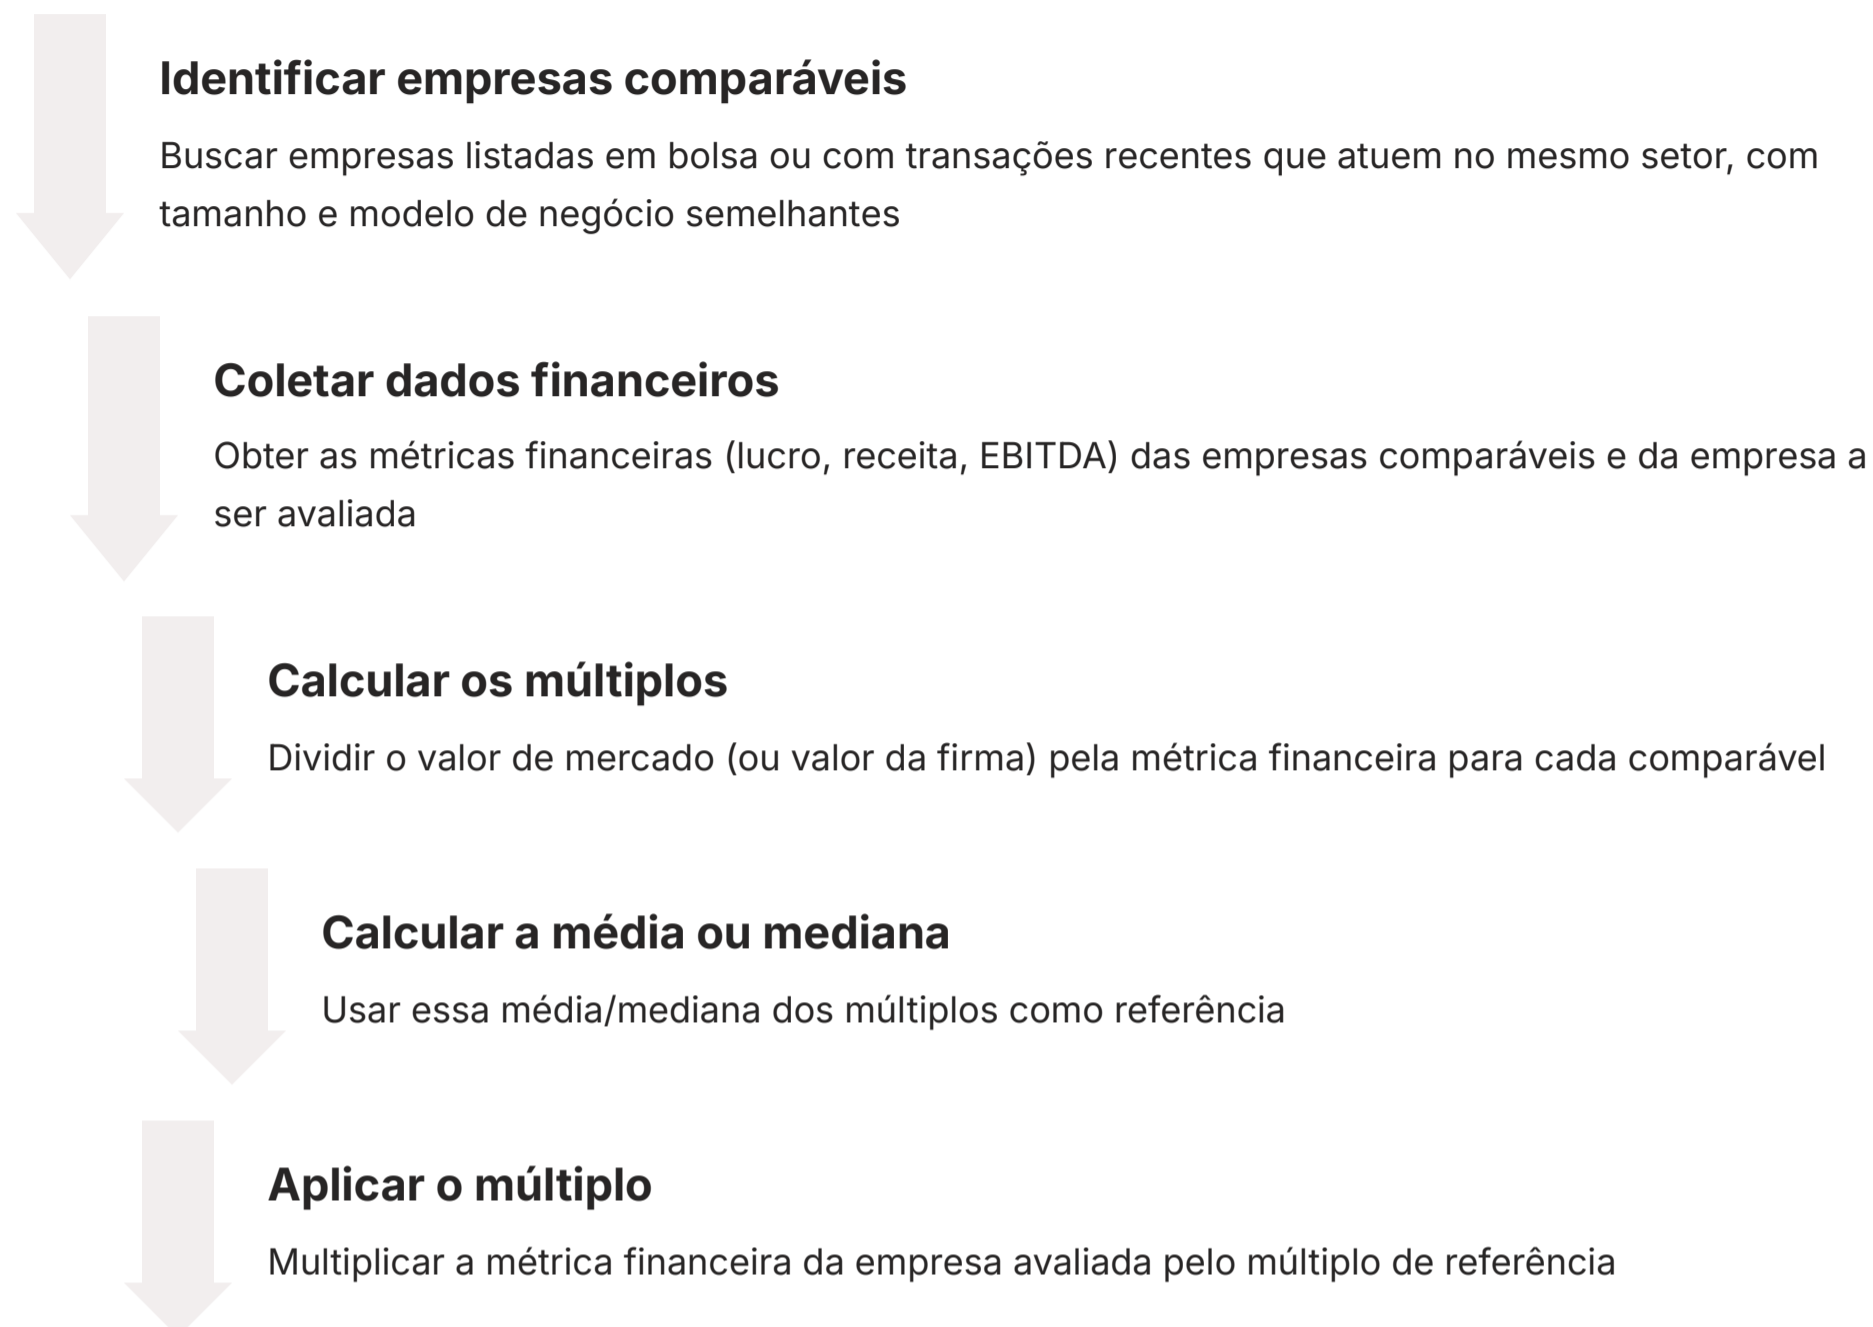 Identificar empresas comparáveis
Buscar empresas listadas em bolsa ou com transações recentes que atuem no mesmo setor, com
tamanho e modelo de negócio semelhantes
Coletar dados financeiros
Obter as métricas financeiras (lucro, receita, EBITDA) das empresas comparáveis e da empresa a
ser avaliada
Calcular os múltiplos
Dividir o valor de mercado (ou valor da firma) pela métrica financeira para cada comparável
Calcular a média ou mediana
Usar essa média/mediana dos múltiplos como referência
Aplicar o múltiplo
Multiplicar a métrica financeira da empresa avaliada pelo múltiplo de referência